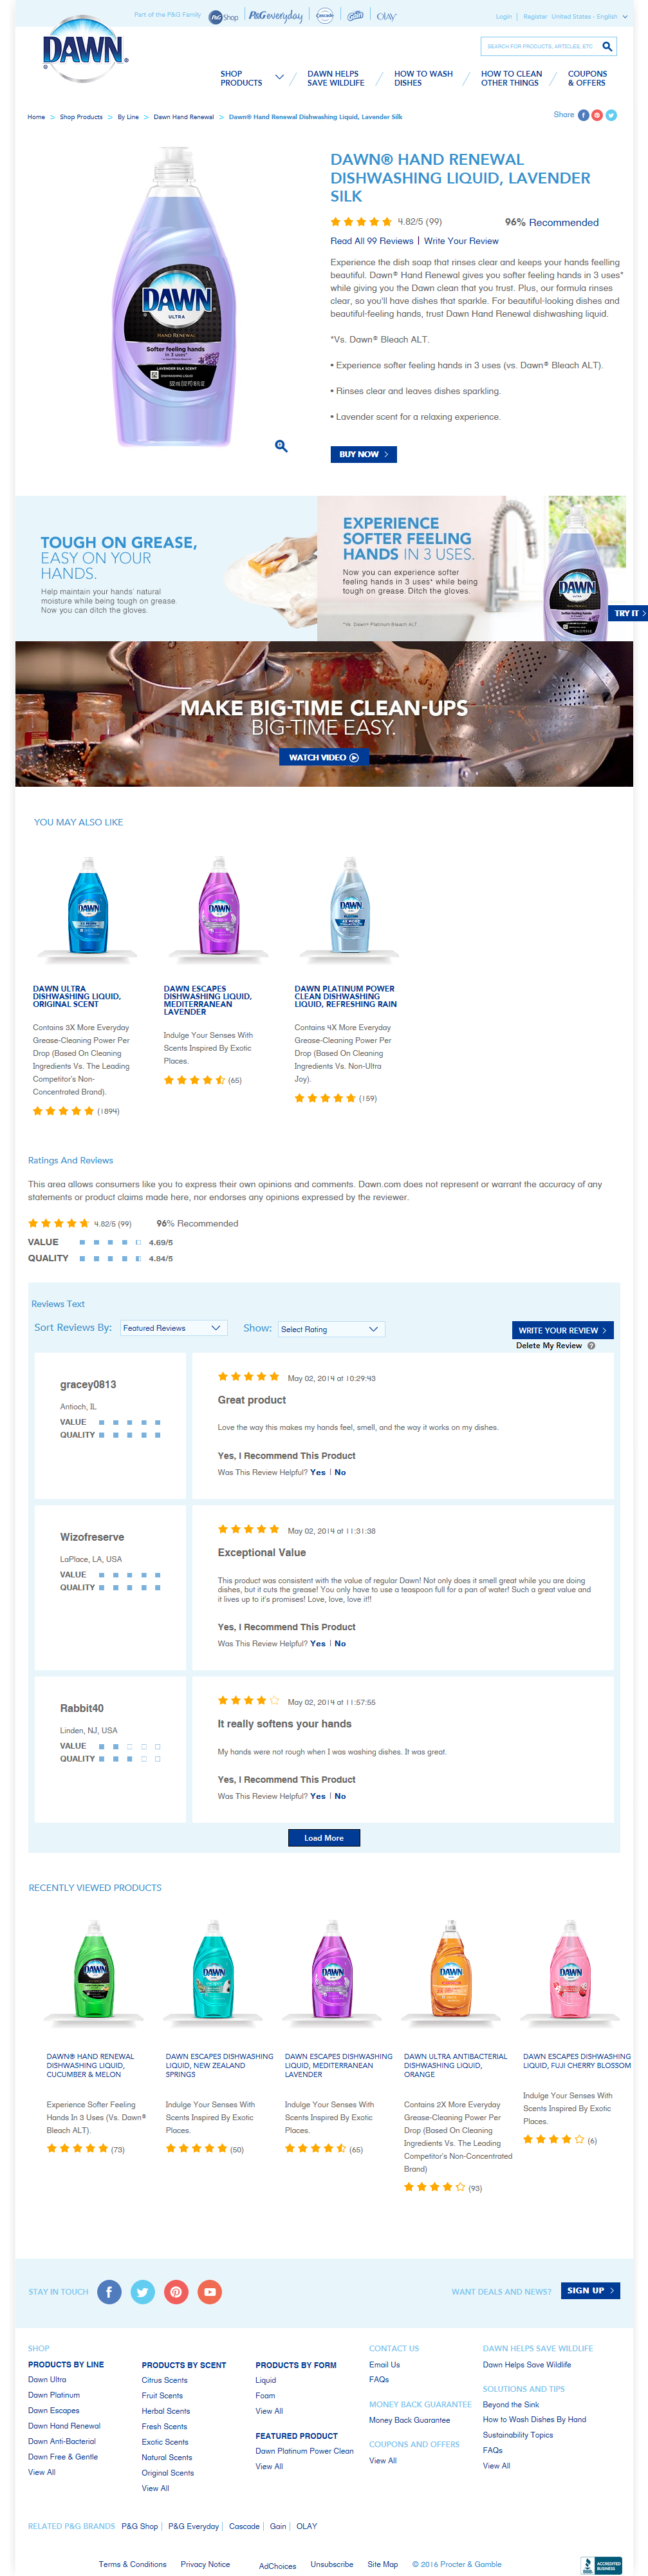 Part of the P&G Family
P&G Shop
P&G everyday
Cascade
Gain
OLAY
Login | Register United States - English
DAWN
SEARCH FOR PRODUCTS, ARTICLES, ETC
SHOP PRODUCTS
DAWN HELPS SAVE WILDLIFE
HOW TO WASH DISHES
HOW TO CLEAN OTHER THINGS
COUPONS & OFFERS
Home > Shop Products > By Line > Dawn Hand Renewal > Dawn® Hand Renewal Dishwashing Liquid, Lavender Silk
Share
DAWN
ULTRA
HAND RENEWAL
Softer feeling hands
in 3 uses*
LAVENDER SILK SCENT
DAWN® HAND RENEWAL
DISHWASHING LIQUID, LAVENDER
SILK
4.82/5 (99)
96% Recommended
Read All 99 Reviews | Write Your Review
Experience the dish soap that rinses clear and keeps your hands feelling
beautiful. Dawn® Hand Renewal gives you softer feeling hands in 3 uses*
while giving you the Dawn clean that you trust. Plus, our formula rinses
clear, so you'll have dishes that sparkle. For beautiful-looking dishes and
beautiful-feeling hands, trust Dawn Hand Renewal dishwashing liquid.
*Vs. Dawn® Bleach ALT.
• Experience softer feeling hands in 3 uses (vs. Dawn® Bleach ALT).
• Rinses clear and leaves dishes sparkling.
• Lavender scent for a relaxing experience.
BUY NOW
TOUGH ON GREASE,
EASY ON YOUR
HANDS.
Help maintain your hands' natural
moisture while being tough on grease.
Now you can ditch the gloves.
EXPERIENCE
SOFTER FEELING
HANDS IN 3 USES.
Now you can experience softer
feeling hands in 3 uses* while being
tough on grease. Ditch the gloves.
*Vs. Dawn® Platinum Bleach ALT
DAWN
TRY IT
MAKE BIG-TIME CLEAN-UPS
BIG-TIME EASY.
WATCH VIDEO
YOU MAY ALSO LIKE
DAWN
DAWN
DAWN
DAWN ULTRA
DISHWASHING LIQUID,
ORIGINAL SCENT
Contains 3X More Everyday
Grease-Cleaning Power Per
Drop (Based On Cleaning
Ingredients Vs. The Leading
Competitor's Non-
Concentrated Brand).
(1894)
DAWN ESCAPES
DISHWASHING LIQUID,
MEDITERRANEAN
LAVENDER
Indulge Your Senses With
Scents Inspired By Exotic
Places.
(65)
DAWN PLATINUM POWER
CLEAN DISHWASHING
LIQUID, REFRESHING RAIN
Contains 4X More Everyday
Grease-Cleaning Power Per
Drop (Based On Cleaning
Ingredients Vs. Non-Ultra
Joy).
(159)
Ratings And Reviews
This area allows consumers like you to express their own opinions and comments. Dawn.com does not represent or warrant the accuracy of any
statements or product claims made here, nor endorses any opinions expressed by the reviewer.
4.82/5 (99)
96% Recommended
VALUE 4.69/5
QUALITY 4.84/5
Reviews Text
Sort Reviews By: Featured Reviews
Show: Select Rating
WRITE YOUR REVIEW
Delete My Review ?
gracey0813
Antioch, IL
VALUE
QUALITY
May 02, 2014 at 10:29:43
Great product
Love the way this makes my hands feel, smell, and the way it works on my dishes.
Yes, I Recommend This Product
Was This Review Helpful? Yes | No
Wizofreserve
LaPlace, LA, USA
VALUE
QUALITY
May 02, 2014 at 11:31:38
Exceptional Value
This product was consistent with the value of regular Dawn! Not only does it smell great while you are doing
dishes, but it cuts the grease! You only have to use a teaspoon full for a pan of water! Such a great value and
it lives up to it's promises! Love, love, love it!!
Yes, I Recommend This Product
Was This Review Helpful? Yes | No
Rabbit40
Linden, NJ, USA
VALUE
QUALITY
May 02, 2014 at 11:57:55
It really softens your hands
My hands were not rough when I was washing dishes. It was great.
Yes, I Recommend This Product
Was This Review Helpful? Yes | No
Load More
RECENTLY VIEWED PRODUCTS
DAWN
DAWN
DAWN
DAWN
DAWN
DAWN® HAND RENEWAL
DISHWASHING LIQUID,
CUCUMBER & MELON
Experience Softer Feeling
Hands In 3 Uses (Vs. Dawn®
Bleach ALT).
(73)
DAWN ESCAPES DISHWASHING
LIQUID, NEW ZEALAND
SPRINGS
Indulge Your Senses With
Scents Inspired By Exotic
Places.
(50)
DAWN ESCAPES DISHWASHING
LIQUID, MEDITERRANEAN
LAVENDER
Indulge Your Senses With
Scents Inspired By Exotic
Places.
(65)
DAWN ULTRA ANTIBACTERIAL
DISHWASHING LIQUID,
ORANGE
Contains 2X More Everyday
Grease-Cleaning Power Per
Drop (Based On Cleaning
Ingredients Vs. The Leading
Competitor's Non-Concentrated
Brand)
(93)
DAWN ESCAPES DISHWASHING
LIQUID, FUJI CHERRY BLOSSOM
Indulge Your Senses With
Scents Inspired By Exotic
Places.
(6)
STAY IN TOUCH
WANT DEALS AND NEWS?
SIGN UP
SHOP
PRODUCTS BY LINE
Dawn Ultra
Dawn Platinum
Dawn Escapes
Dawn Hand Renewal
Dawn Anti-Bacterial
Dawn Free & Gentle
View All
PRODUCTS BY SCENT
Citrus Scents
Fruit Scents
Herbal Scents
Fresh Scents
Exotic Scents
Natural Scents
Original Scents
View All
PRODUCTS BY FORM
Liquid
Foam
View All
FEATURED PRODUCT
Dawn Platinum Power Clean
View All
CONTACT US
Email Us
FAQs
MONEY BACK GUARANTEE
Money Back Guarantee
COUPONS AND OFFERS
View All
DAWN HELPS SAVE WILDLIFE
Dawn Helps Save Wildlife
SOLUTIONS AND TIPS
Beyond the Sink
How to Wash Dishes By Hand
Sustainability Topics
FAQs
View All
RELATED P&G BRANDS P&G Shop | P&G Everyday | Cascade | Gain | OLAY
Terms & Conditions Privacy Notice AdChoices Unsubscribe Site Map © 2016 Procter & Gamble
BBB ACCREDITED BUSINESS